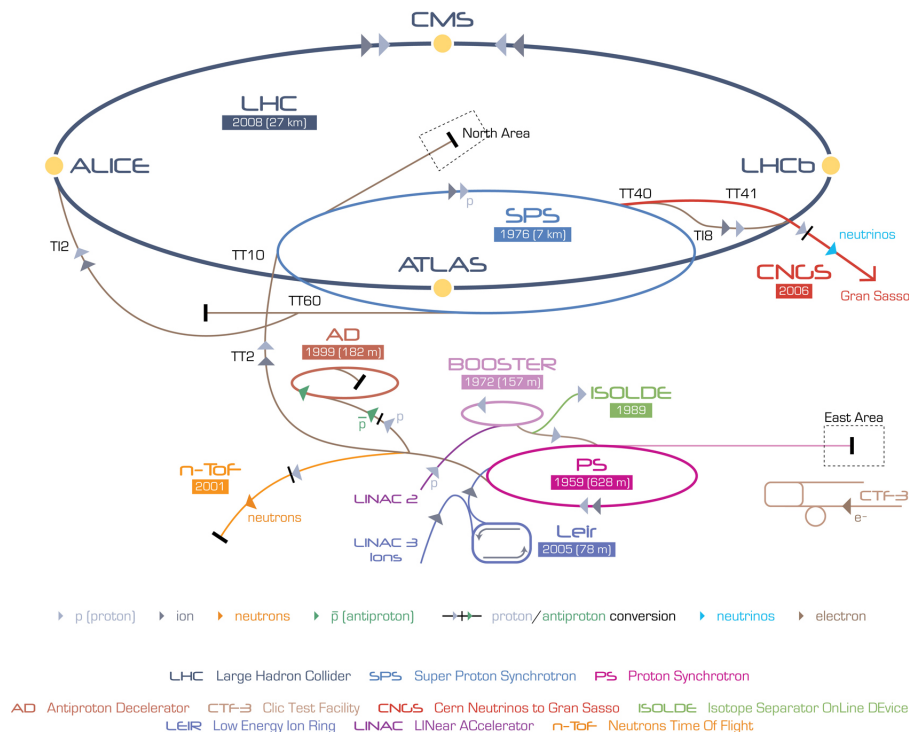 CMS
LHC
2008 (27 km)
North Area
ALICE
LHCb
TT40
TT41
p
SPS
1976 (7 km)
TI2
TT10
TI8
neutrinos
ATLAS
CNGS
2006
Gran Sasso
TT60
AD
1999 (182 m)
TT2
BOOSTER
1972 (157 m)
ISOLDE
1989
p̄
p
East Area
n-ToF
2001
PS
1959 (628 m)
p
LINAC 2
CTF-3
e-
neutrons
LINAC 3
Ions
Leir
2005 (78 m)
p (proton) ion neutrons p̄ (antiproton) proton/antiproton conversion neutrinos electron
LHC Large Hadron Collider SPS Super Proton Synchrotron PS Proton Synchrotron
AD Antiproton Decelerator CTF-3 Clic Test Facility CNGS Cern Neutrinos to Gran Sasso ISOLDE Isotope Separator OnLine DEvice
LEIR Low Energy Ion Ring LINAC LINear ACcelerator n-ToF Neutrons Time Of Flight